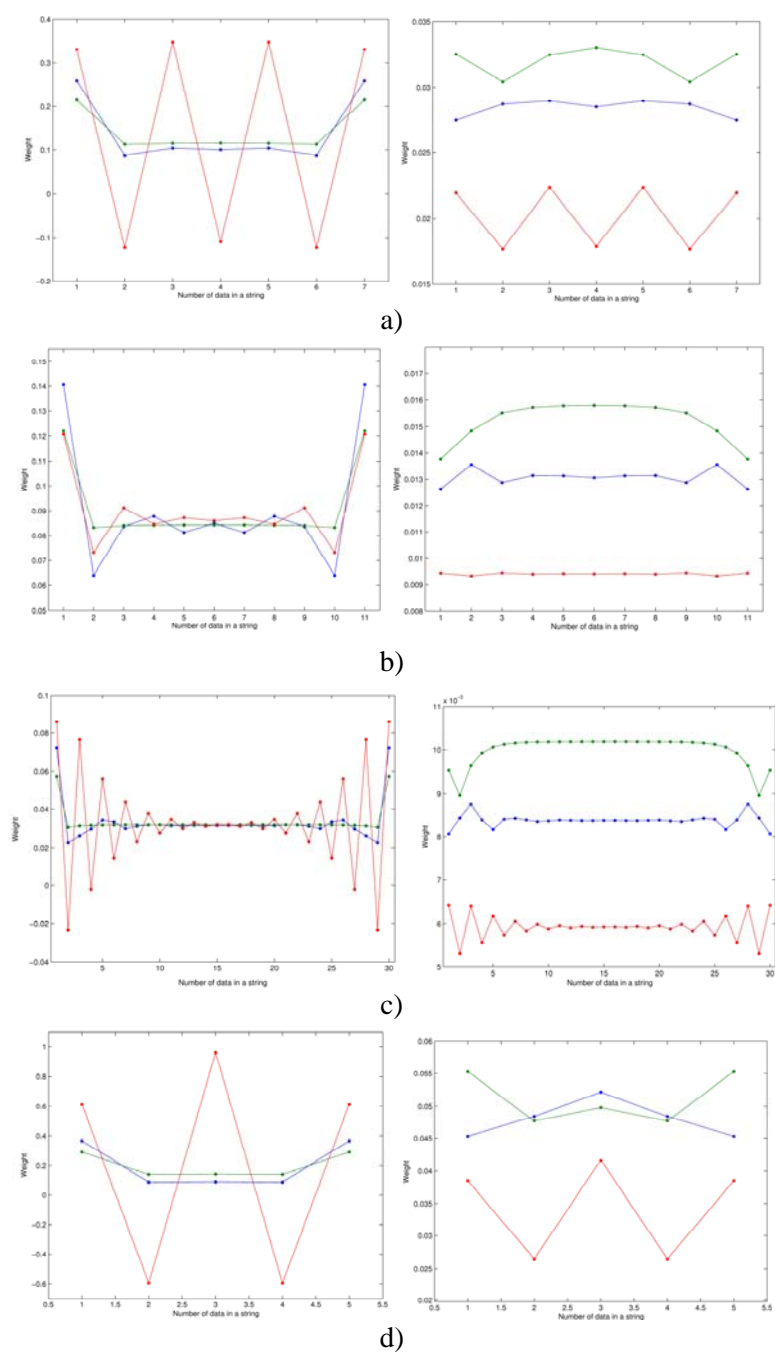 0.4
0.3
0.2
0.1
0
−0.1
−0.2
Weight
1 2 3 4 5 6 7
Number of data in a string
0.035
0.03
0.025
0.02
0.015
Weight
1 2 3 4 5 6 7
Number of data in a string
a)
0.15
0.14
0.13
0.12
0.11
0.1
0.09
0.08
0.07
0.06
0.05
Weight
1 2 3 4 5 6 7 8 9 10 11
Number of data in a string
0.017
0.016
0.015
0.014
0.013
0.012
0.011
0.01
0.009
0.008
Weight
1 2 3 4 5 6 7 8 9 10 11
Number of data in a string
b)
0.1
0.08
0.06
0.04
0.02
0
−0.02
−0.04
Weight
5 10 15 20 25 30
Number of data in a string
x 10⁻³
11
10
9
8
7
6
5
Weight
5 10 15 20 25 30
Number of data in a string
c)
1
0.8
0.6
0.4
0.2
0
−0.2
−0.4
−0.6
Weight
0.5 1 1.5 2 2.5 3 3.5 4 4.5 5 5.5
Number of data in a string
0.06
0.055
0.05
0.045
0.04
0.035
0.03
0.025
0.02
Weight
0.5 1 1.5 2 2.5 3 3.5 4 4.5 5 5.5
Number of data in a string
d)